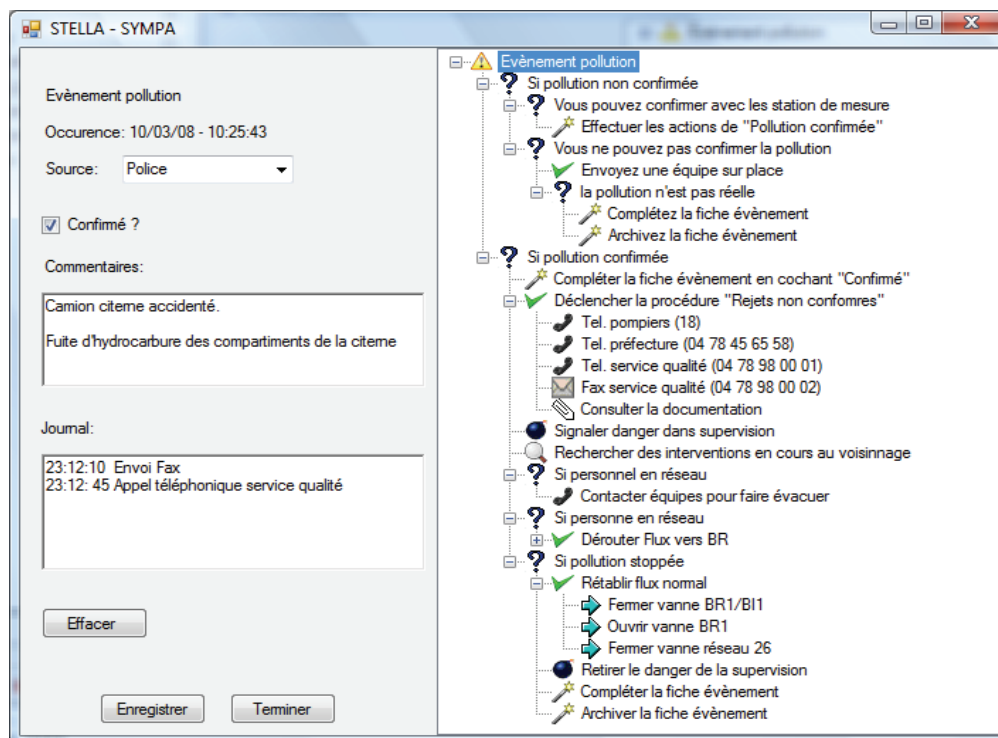 STELLA - SYMPA
Evènement pollution
Occurence: 10/03/08 - 10:25:43
Source: Police
Confirmé ?
Commentaires:
Camion citerne accidenté.
Fuite d'hydrocarbure des compartiments de la citerne
Journal:
23:12:10 Envoi Fax
23:12: 45 Appel téléphonique service qualité
Effacer
Enregistrer Terminer
Evènement pollution
Si pollution non confirmée
Vous pouvez confirmer avec les station de mesure
Effectuer les actions de "Pollution confirmée"
Vous ne pouvez pas confirmer la pollution
Envoyez une équipe sur place
la pollution n'est pas réelle
Complétez la fiche évènement
Archivez la fiche évènement
Si pollution confirmée
Compléter la fiche évènement en cochant "Confirmé"
Déclencher la procédure "Rejets non confomres"
Tel. pompiers (18)
Tel. préfecture (04 78 45 65 58)
Tel. service qualité (04 78 98 00 01)
Fax service qualité (04 78 98 00 02)
Consulter la documentation
Signaler danger dans supervision
Rechercher des interventions en cours au voisinnage
Si personnel en réseau
Contacter équipes pour faire évacuer
Si personne en réseau
Dérouter Flux vers BR
Si pollution stoppée
Rétablir flux normal
Fermer vanne BR1/BI1
Ouvrir vanne BR1
Fermer vanne réseau 26
Retirer le danger de la supervision
Compléter la fiche évènement
Archiver la fiche évènement